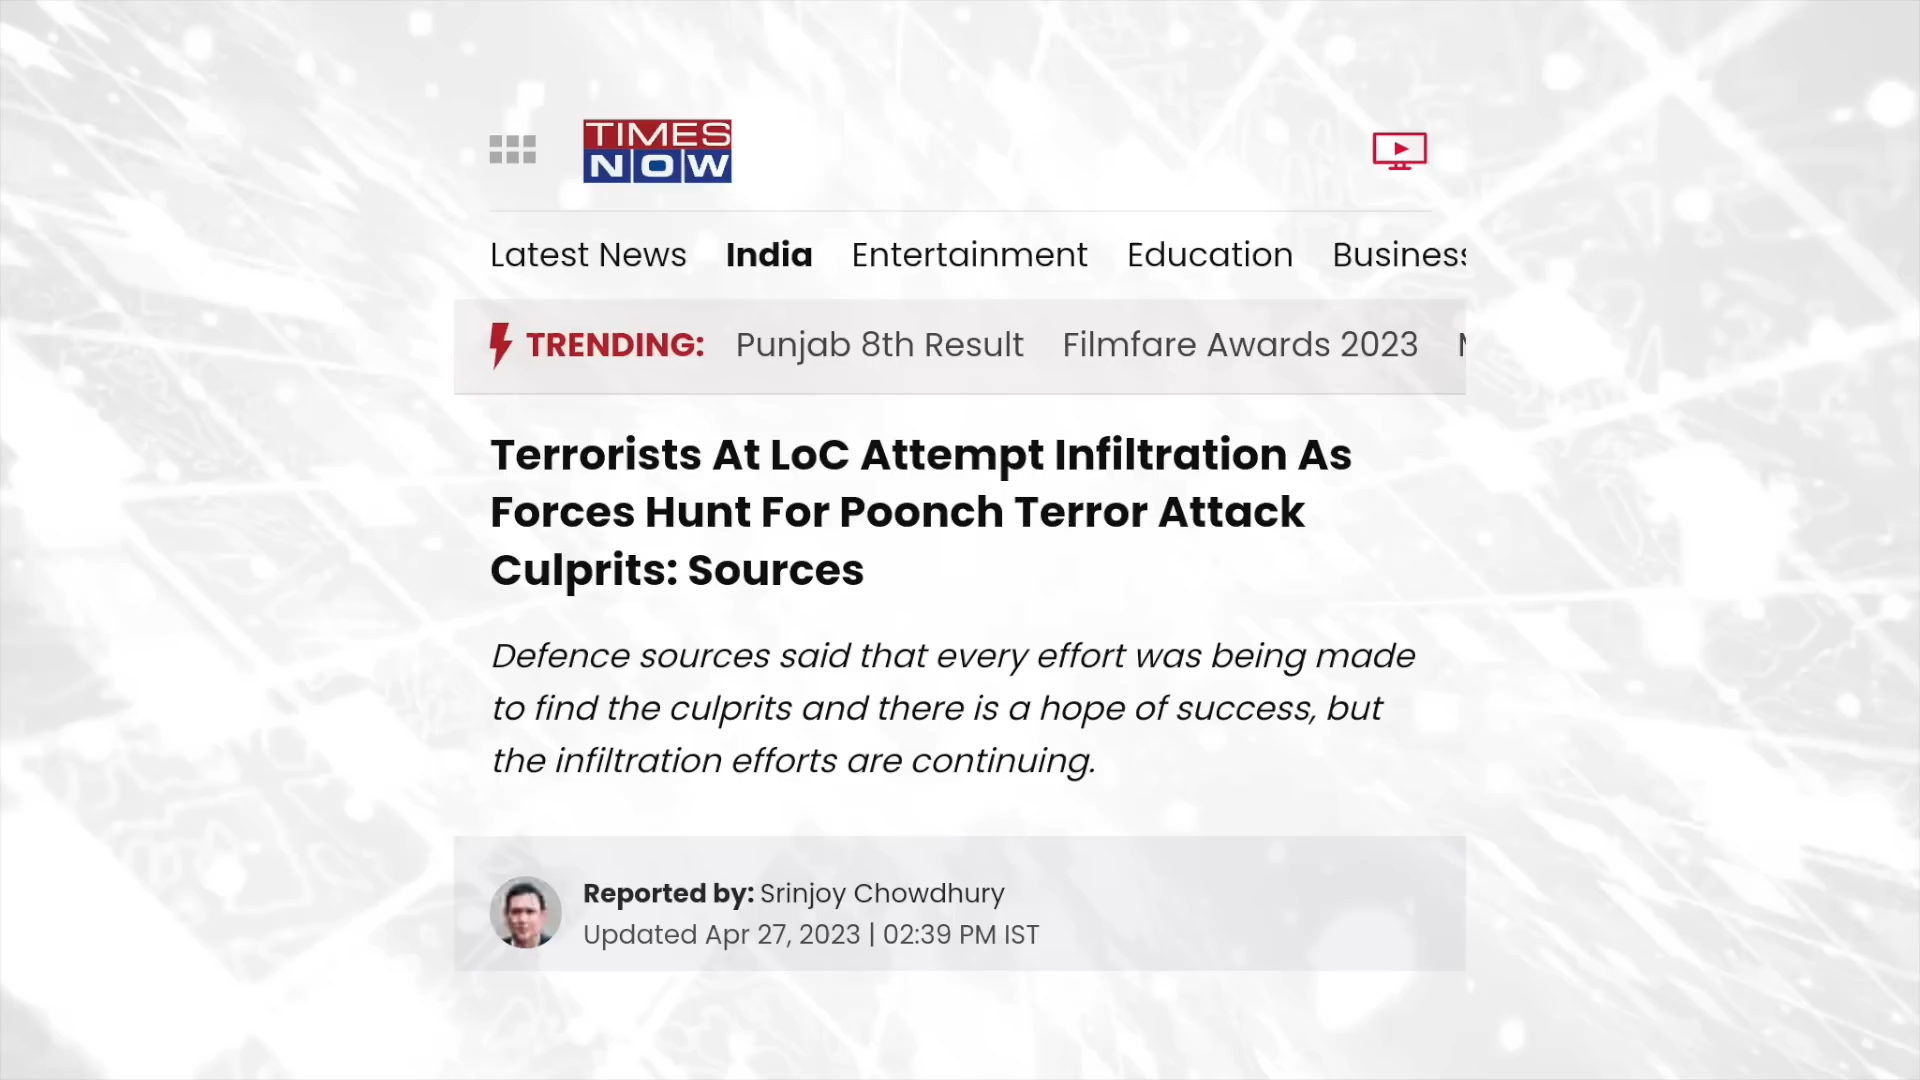 TIMES
NOW
Latest News India Entertainment Education Business
TRENDING: Punjab 8th Result Filmfare Awards 2023
Terrorists At LoC Attempt Infiltration As
Forces Hunt For Poonch Terror Attack
Culprits: Sources
Defence sources said that every effort was being made
to find the culprits and there is a hope of success, but
the infiltration efforts are continuing.
Reported by: Srinjoy Chowdhury
Updated Apr 27, 2023 | 02:39 PM IST